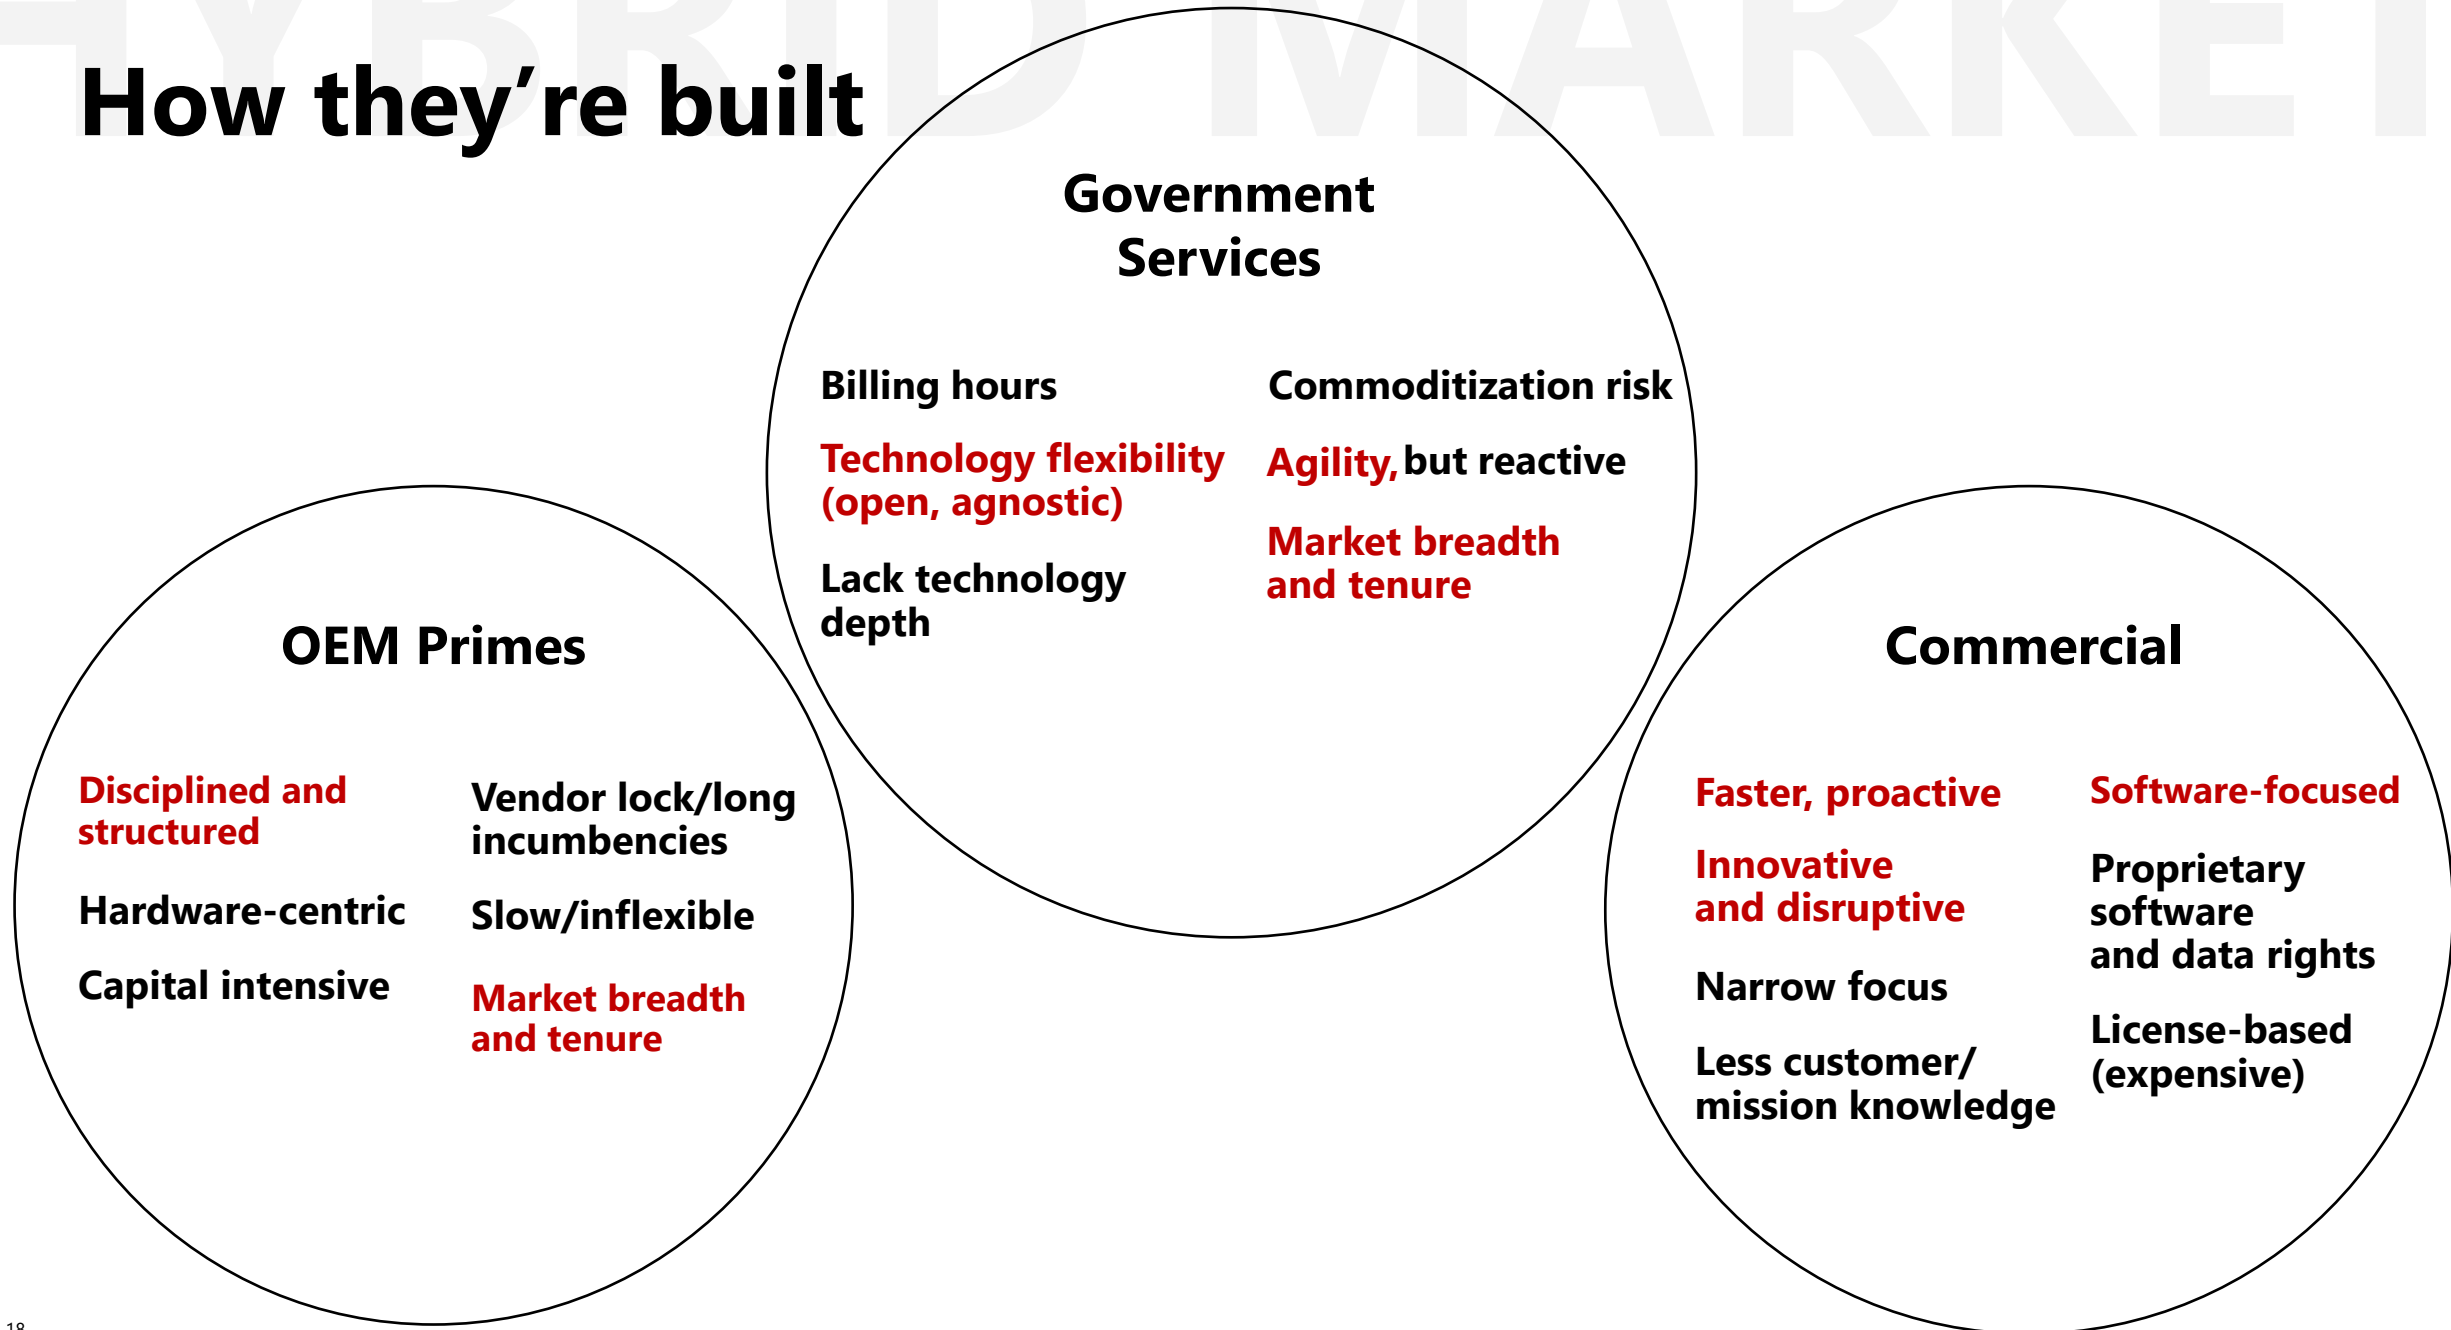 HYBRID MARKET
How they’re built
Government
Services
Billing hours
Technology flexibility
(open, agnostic)
Lack technology
depth
Commoditization risk
Agility, but reactive
Market breadth
and tenure
OEM Primes
Disciplined and
structured
Hardware-centric
Capital intensive
Vendor lock/long
incumbencies
Slow/inflexible
Market breadth
and tenure
Commercial
Faster, proactive
Innovative
and disruptive
Narrow focus
Less customer/
mission knowledge
Software-focused
Proprietary
software
and data rights
License-based
(expensive)
18